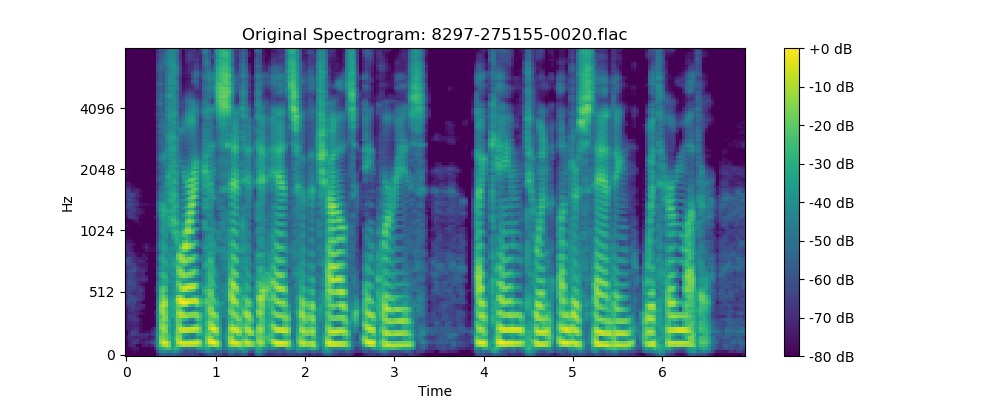 Original Spectrogram: 8297-275155-0020.flac
Hz
4096
2048
1024
512
0
0 1 2 3 4 5 6
Time
+0 dB
-10 dB
-20 dB
-30 dB
-40 dB
-50 dB
-60 dB
-70 dB
-80 dB